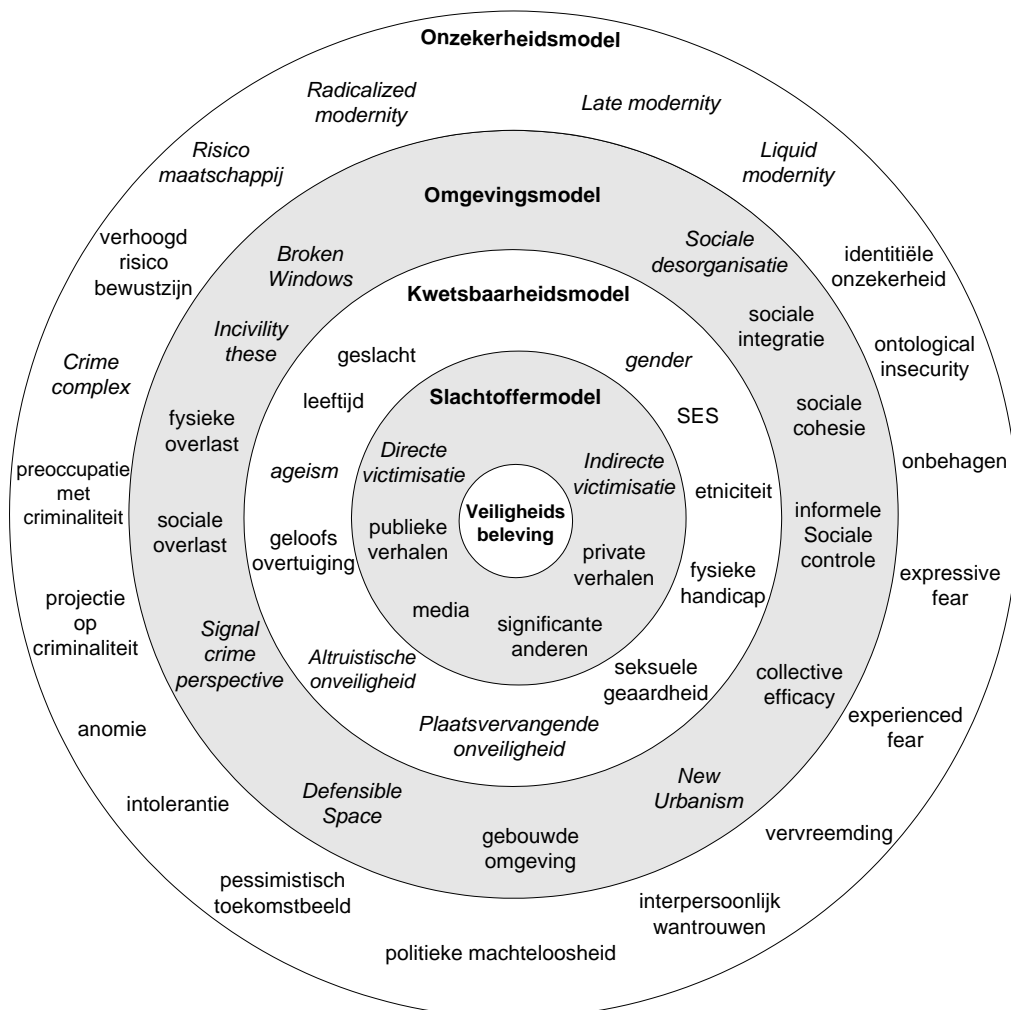 Onzekerheidsmodel
Radicalized
modernity
Late modernity
Risico
maatschappij
Liquid
modernity
verhoogd
risico
bewustzijn
identitiële
onzekerheid
Crime
complex
ontological
insecurity
preoccupatie
met
criminaliteit
onbehagen
projectie
op
criminaliteit
expressive
fear
anomie
experienced
fear
intolerantie
vervreemding
pessimistisch
toekomstbeeld
interpersoonlijk
wantrouwen
politieke machteloosheid
Omgevingsmodel
Broken
Windows
Sociale
desorganisatie
Incivility
these
sociale
integratie
fysieke
overlast
sociale
cohesie
sociale
overlast
informele
Sociale
controle
Signal
crime
perspective
collective
efficacy
Defensible
Space
New
Urbanism
gebouwde
omgeving
Kwetsbaarheidsmodel
geslacht
gender
leeftijd
SES
ageism
etniciteit
geloofs
overtuiging
fysieke
handicap
Altruistische
onveiligheid
seksuele
geaardheid
Plaatsvervangende
onveiligheid
Slachtoffermodel
Directe
victimisatie
Indirecte
victimisatie
publieke
verhalen
private
verhalen
media
significante
anderen
Veiligheids
beleving